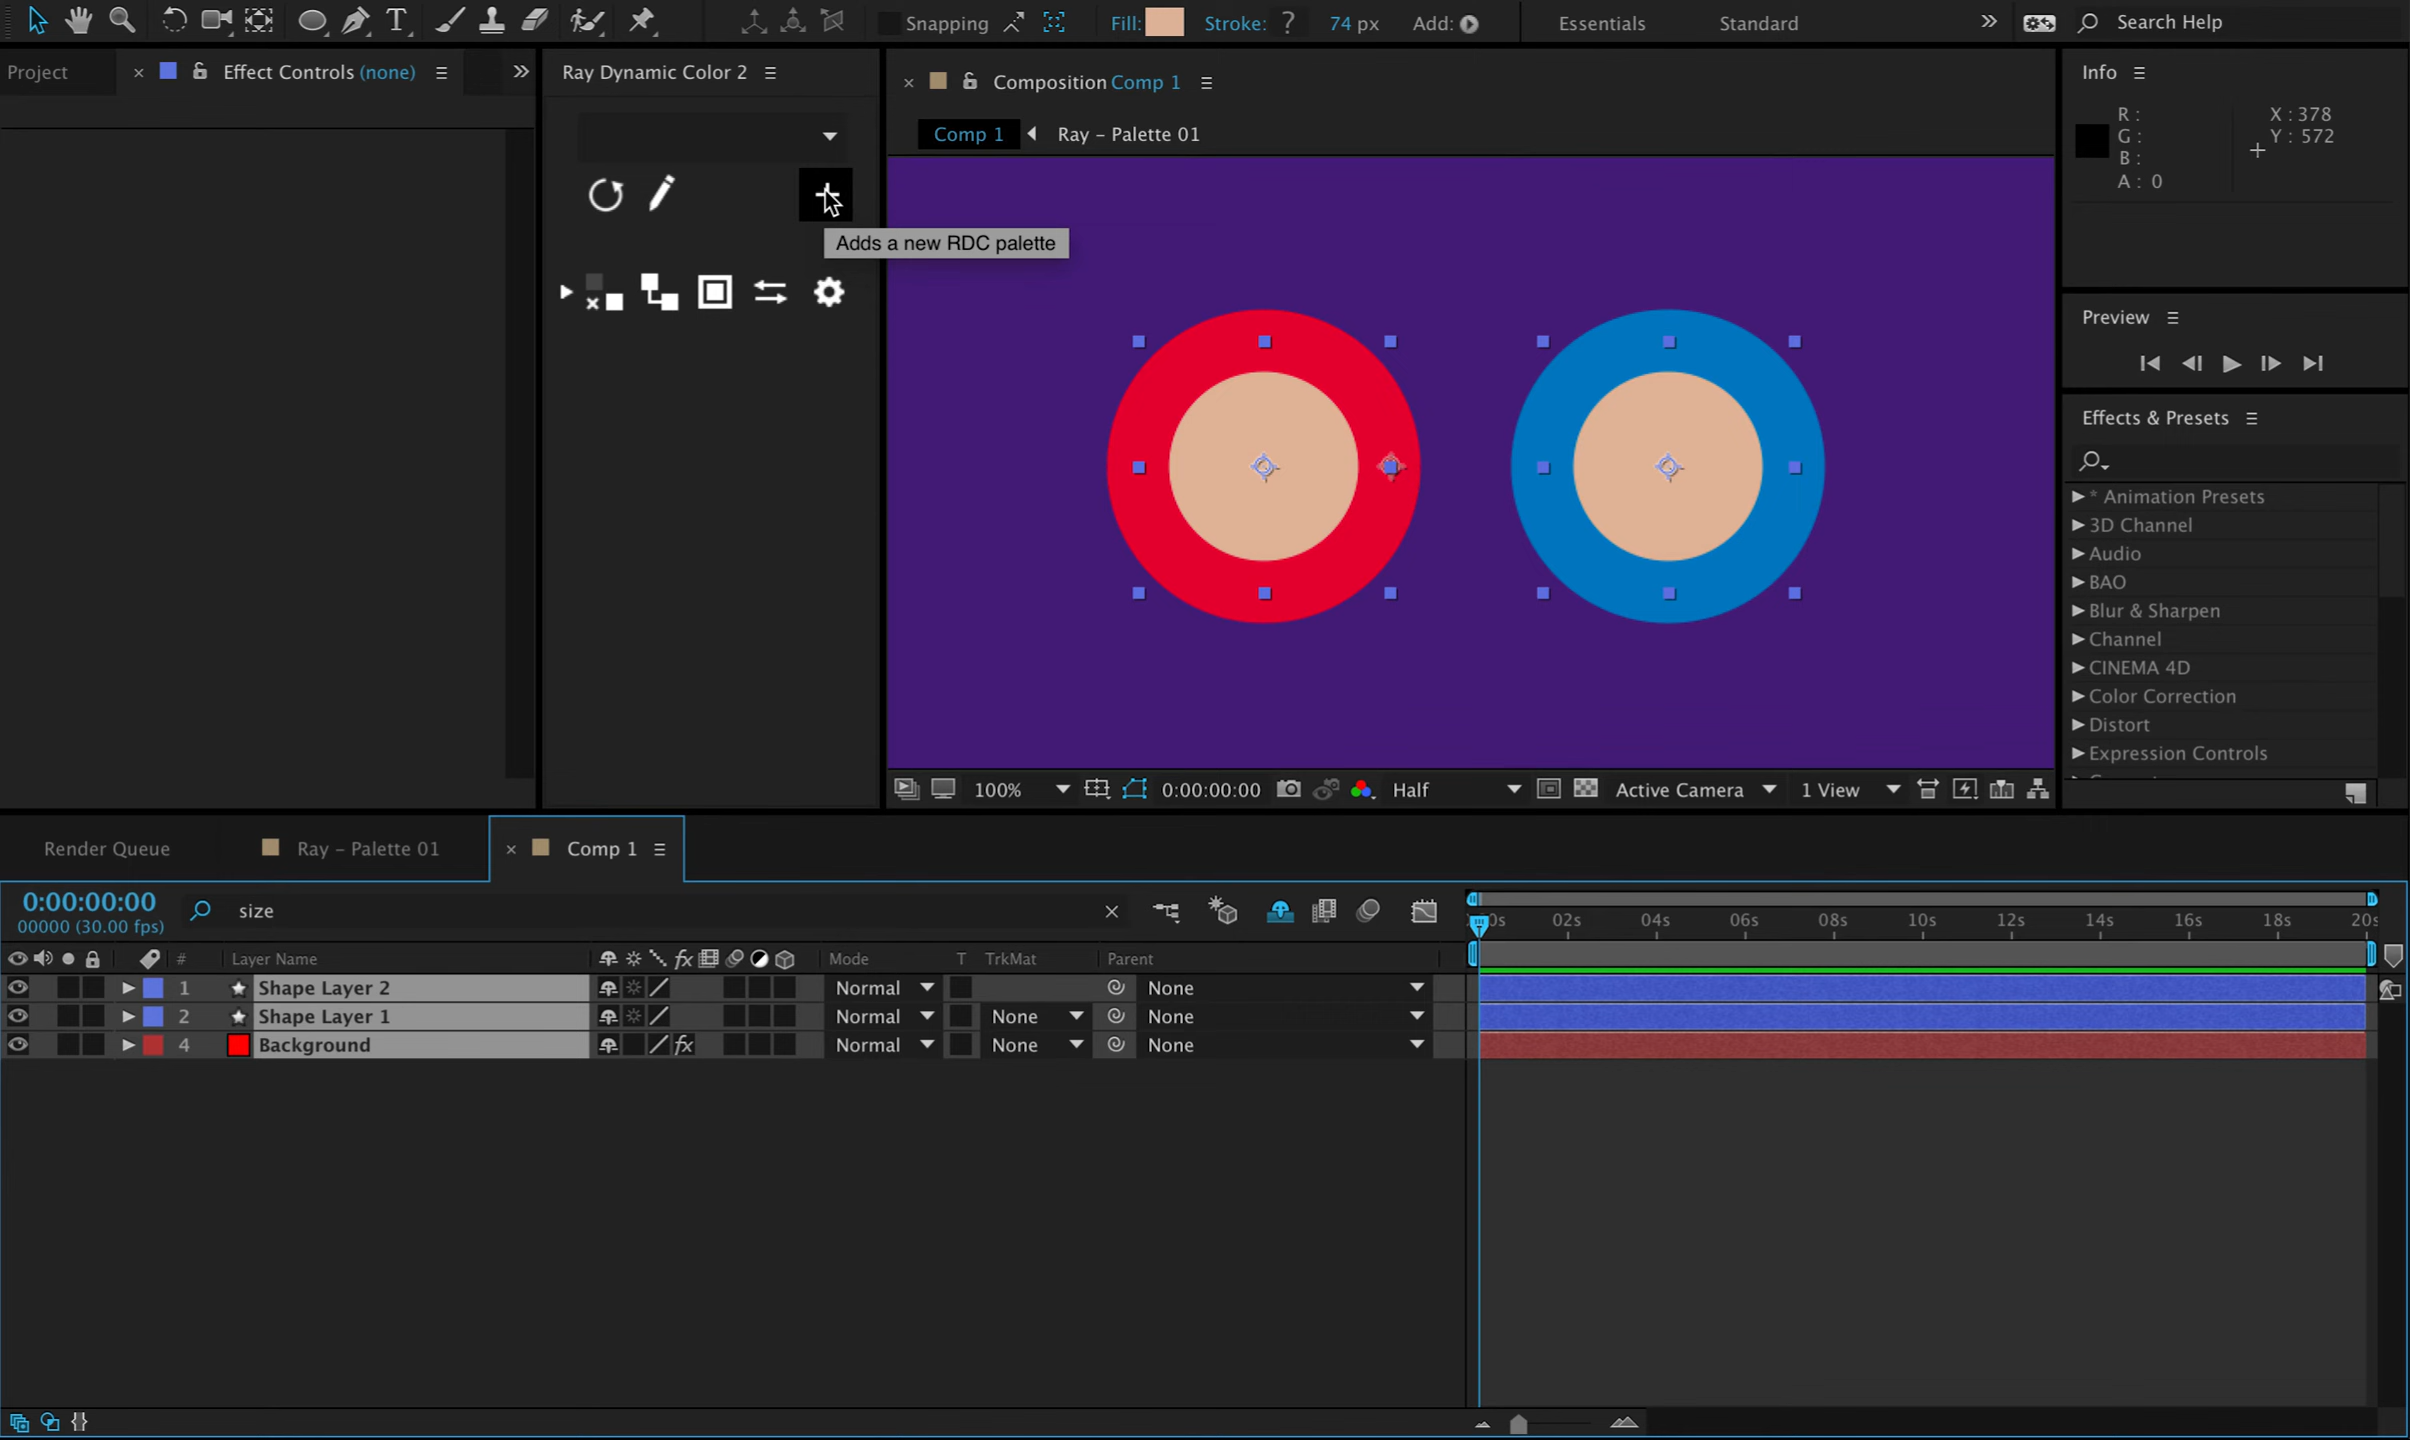 Snapping
Fill:
Stroke: ?
74 px
Add:
Essentials
Standard
Search Help
Project
Effect Controls (none)
Ray Dynamic Color 2
Composition Comp 1
Info
Comp 1
Ray – Palette 01
R :
G :
B :
A : 0
X : 378
Y : 572
Adds a new RDC palette
Preview
Effects & Presets
* Animation Presets
3D Channel
Audio
BAO
Blur & Sharpen
Channel
CINEMA 4D
Color Correction
Distort
Expression Controls
100%
0:00:00:00
Half
Active Camera
1 View
Render Queue
Ray – Palette 01
Comp 1
0:00:00:00
00000 (30.00 fps)
size
02s
04s
06s
08s
10s
12s
14s
16s
18s
#
Layer Name
fx
Mode
T
TrkMat
Parent
1 Shape Layer 2 Normal None
2 Shape Layer 1 Normal None None
4 Background fx Normal None None